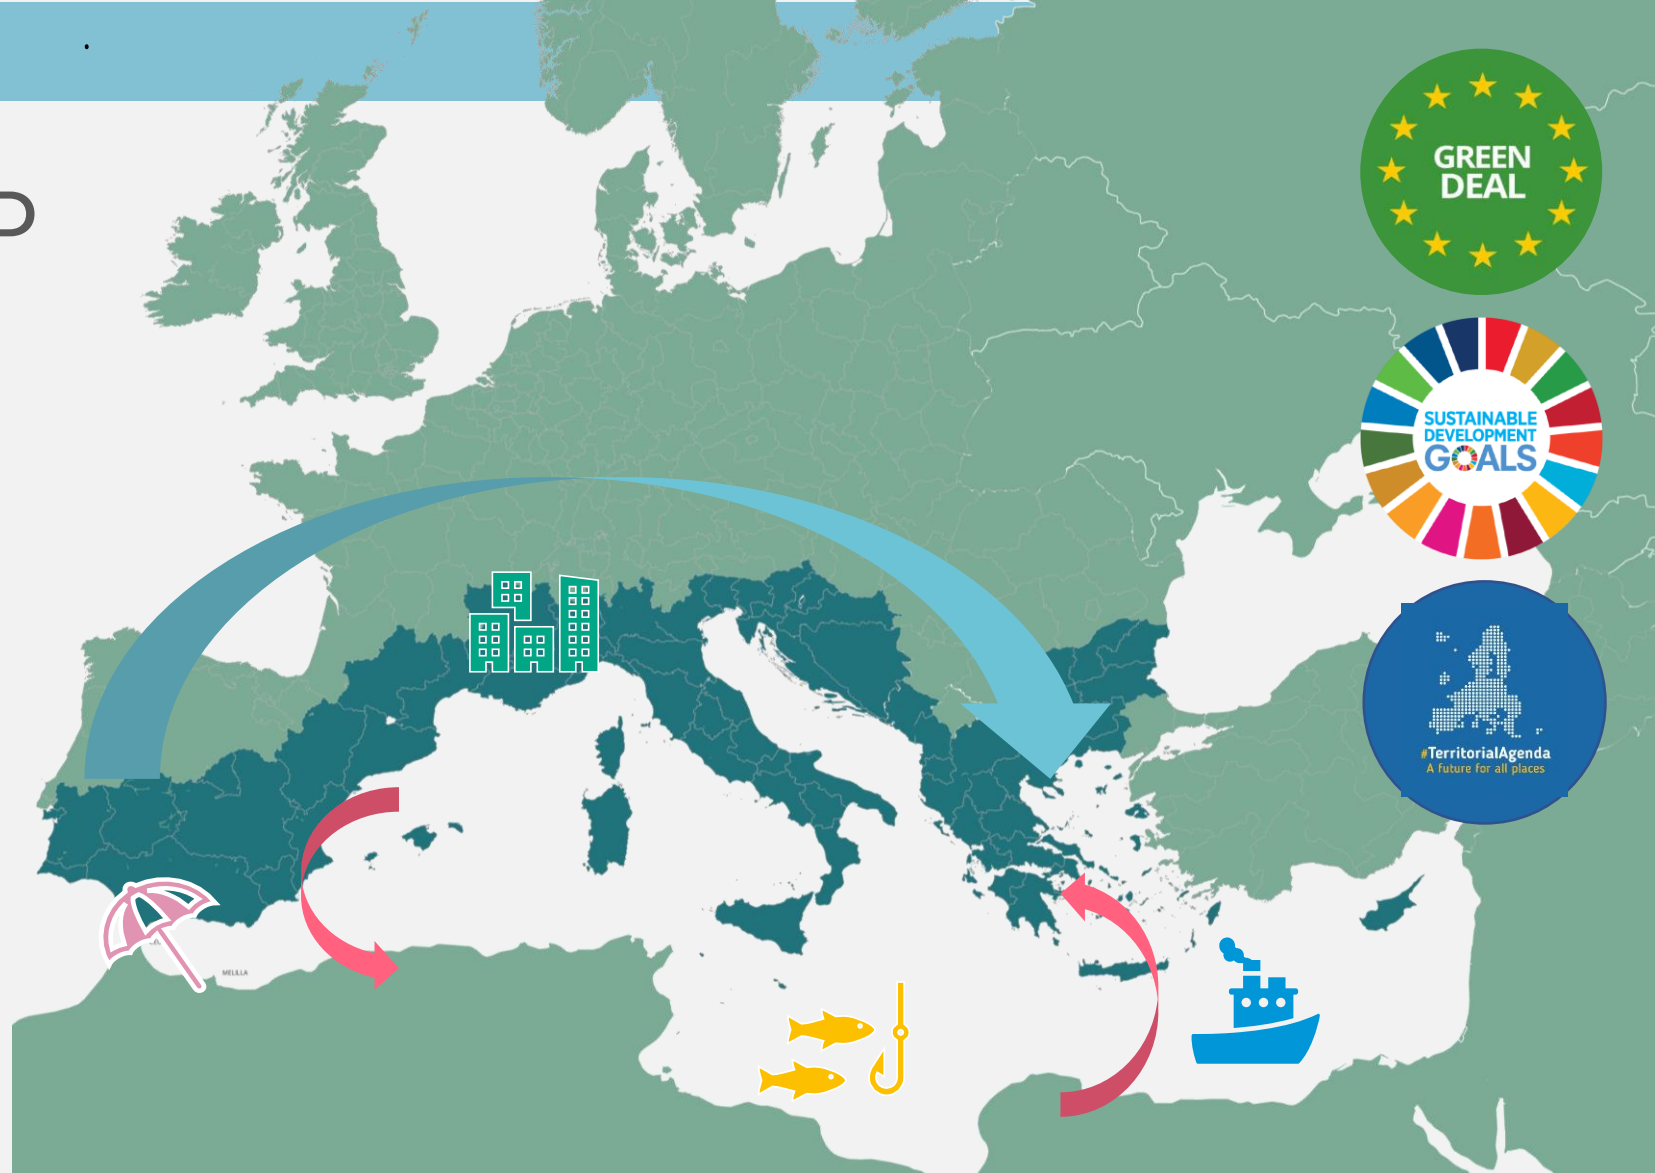 GREEN
DEAL
SUSTAINABLE
DEVELOPMENT
GOALS
#TerritorialAgenda
A future for all places
MELILLA